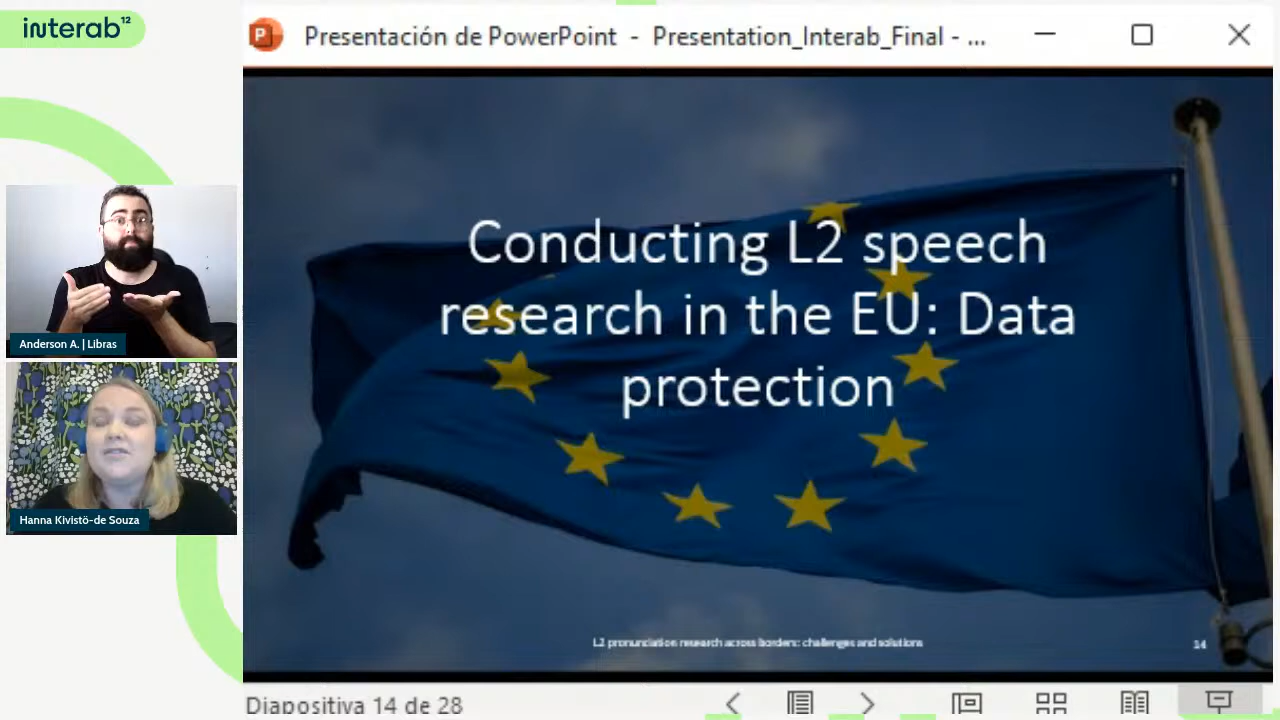 interab¹²
Presentación de PowerPoint - Presentation_Interab_Final - ...
Conducting L2 speech
research in the EU: Data
protection
Anderson A. | Libras
Hanna Kivistö-de Souza
L2 pronunciation research across borders: challenges and solutions
14
Diapositiva 14 de 28